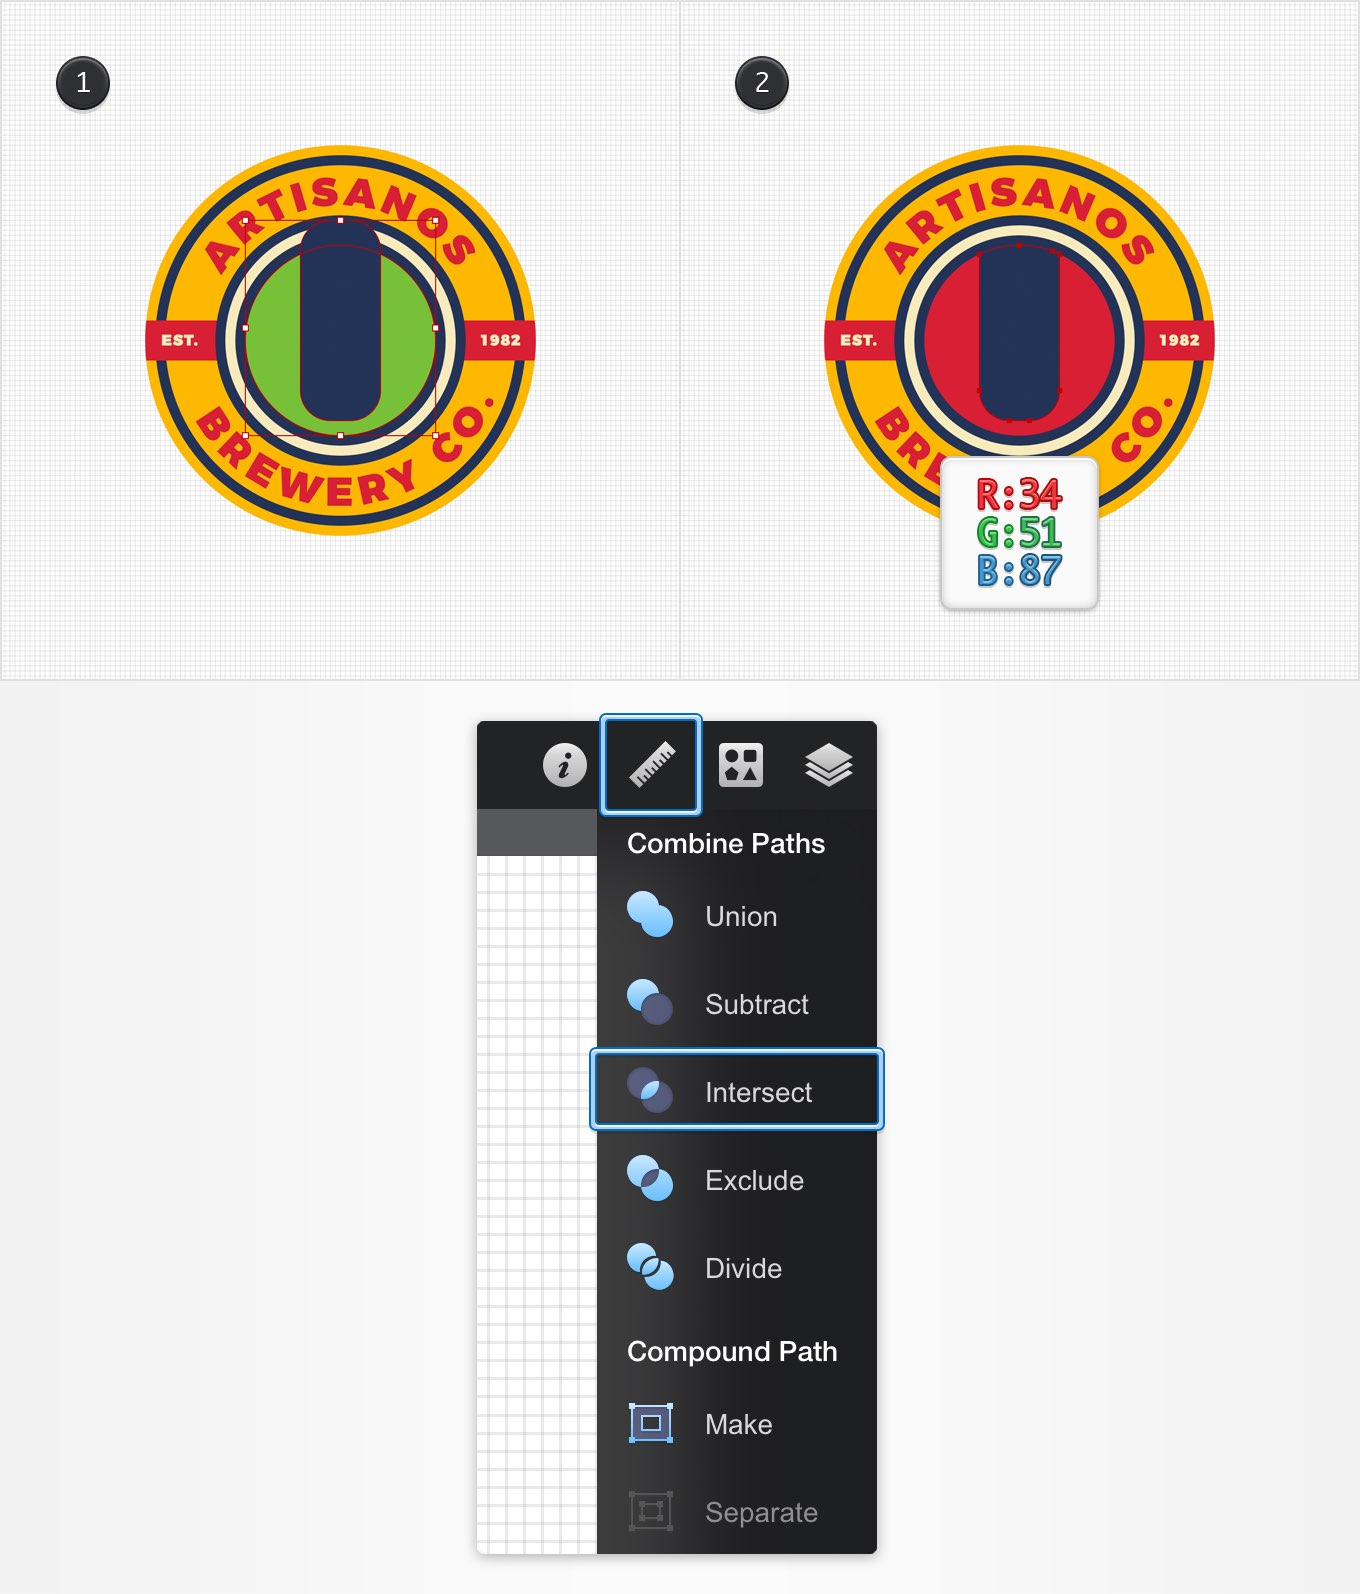 1
ARTISANOS
EST.
1982
BREWERY CO.
2
ARTISANOS
EST.
1982
BRE CO.
R:34
G:51
B:87
i
Combine Paths
Union
Subtract
Intersect
Exclude
Divide
Compound Path
Make
Separate